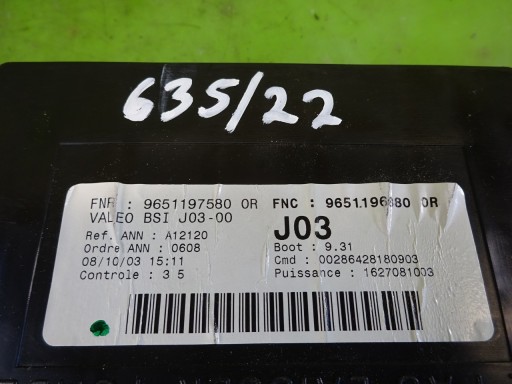 635/22
FNR : 9651197580 OR FNC : 9651196880 OR
VALEO BSI J03-00 J03
Ref. ANN : A12120 Boot : 9.31
Ordre ANN : 0608 Cmd : 00286428180903
08/10/03 15:11 Puissance : 1627081003
Controle : 3 5